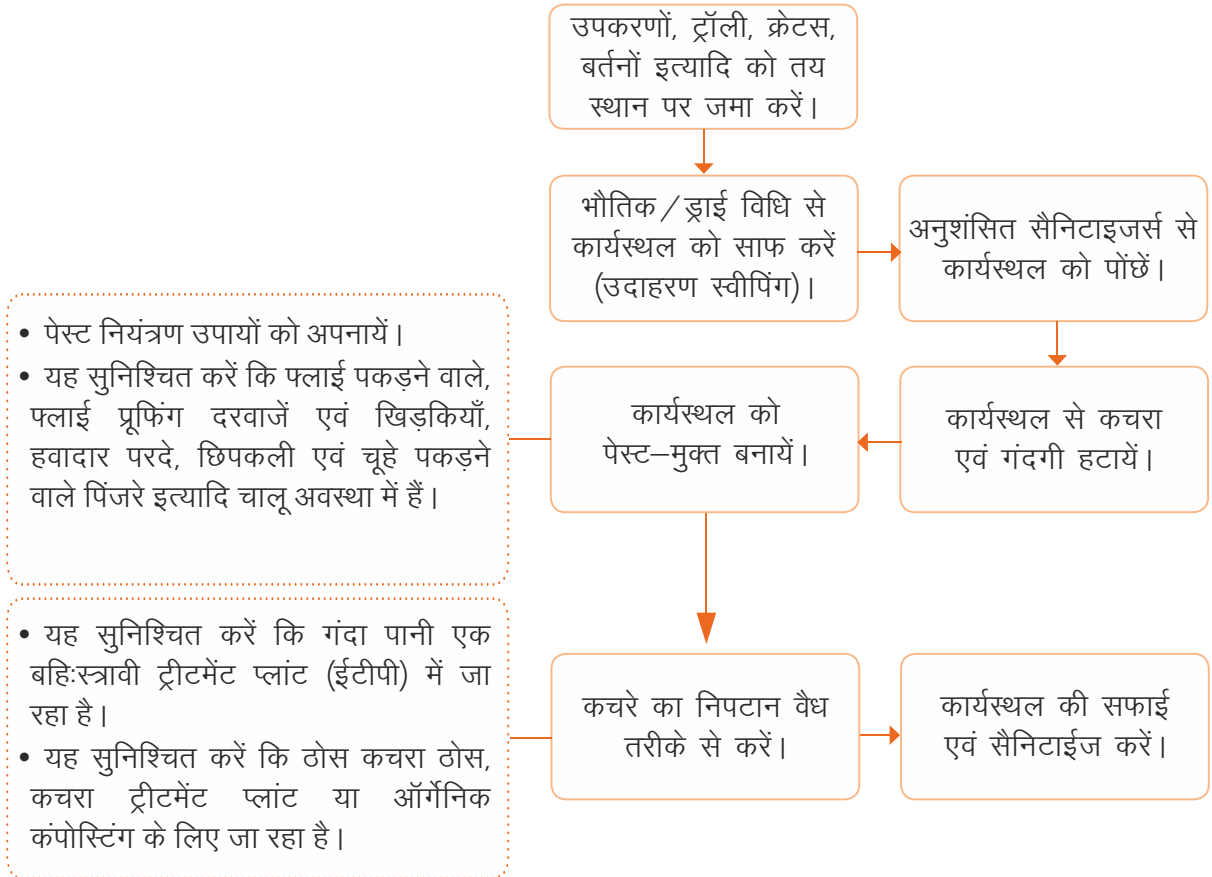 उपकरणों, ट्रॉली, क्रेटस,
बर्तनों इत्यादि को तय
स्थान पर जमा करें।
भौतिक/ड्राई विधि से
कार्यस्थल को साफ करें
(उदाहरण स्वीपिंग)।
अनुशंसित सैनिटाइजर्स से
कार्यस्थल को पोंछें।
कार्यस्थल से कचरा
एवं गंदगी हटायें।
कार्यस्थल को
पेस्ट–मुक्त बनायें।
• पेस्ट नियंत्रण उपायों को अपनायें।
• यह सुनिश्चित करें कि फ्लाई पकड़ने वाले,
फ्लाई प्रूफिंग दरवाजें एवं खिड़कियाँ,
हवादार परदे, छिपकली एवं चूहे पकड़ने
वाले पिंजरे इत्यादि चालू अवस्था में हैं।
कचरे का निपटान वैध
तरीके से करें।
• यह सुनिश्चित करें कि गंदा पानी एक
बहिःस्त्रावी ट्रीटमेंट प्लांट (ईटीपी) में जा
रहा है।
• यह सुनिश्चित करें कि ठोस कचरा ठोस,
कचरा ट्रीटमेंट प्लांट या ऑर्गेनिक
कंपोस्टिंग के लिए जा रहा है।
कार्यस्थल की सफाई
एवं सैनिटाईज करें।